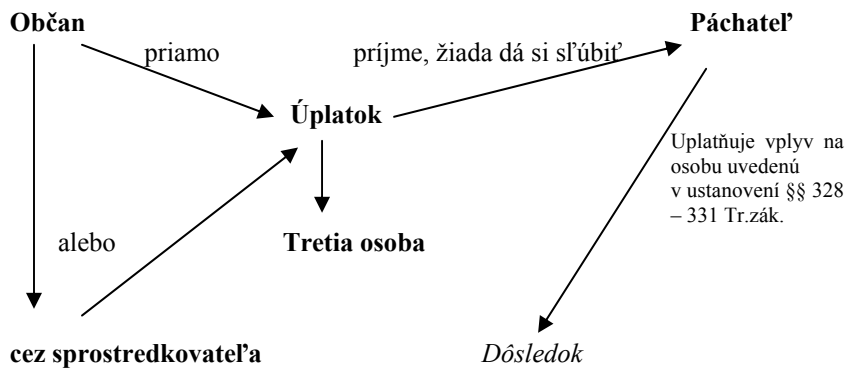 Občan
Páchateľ
priamo
príjme, žiada dá si sľúbiť
Úplatok
Uplatňuje vplyv na
osobu uvedenú
v ustanovení §§ 328
– 331 Tr.zák.
alebo
Tretia osoba
cez sprostredkovateľa
Dôsledok